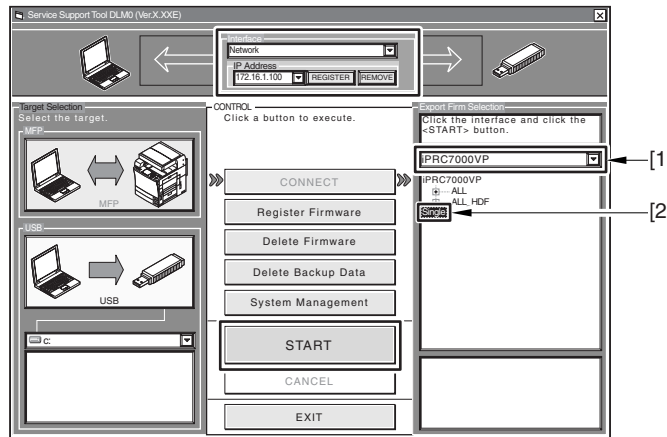 Service Support Tool DLM0 (Ver.X.XXE)
Interface
Network
IP Address
172.16.1.100
REGISTER
REMOVE
Target Selection
Select the target.
MFP
MFP
USB
USB
C:
CONTROL
Click a button to execute.
CONNECT
Register Firmware
Delete Firmware
Delete Backup Data
System Management
START
CANCEL
EXIT
Export Firm Selection
Click the interface and click the
<START> button.
iPRC7000VP
[1
iPRC7000VP
ALL
ALL HDF
Single
[2